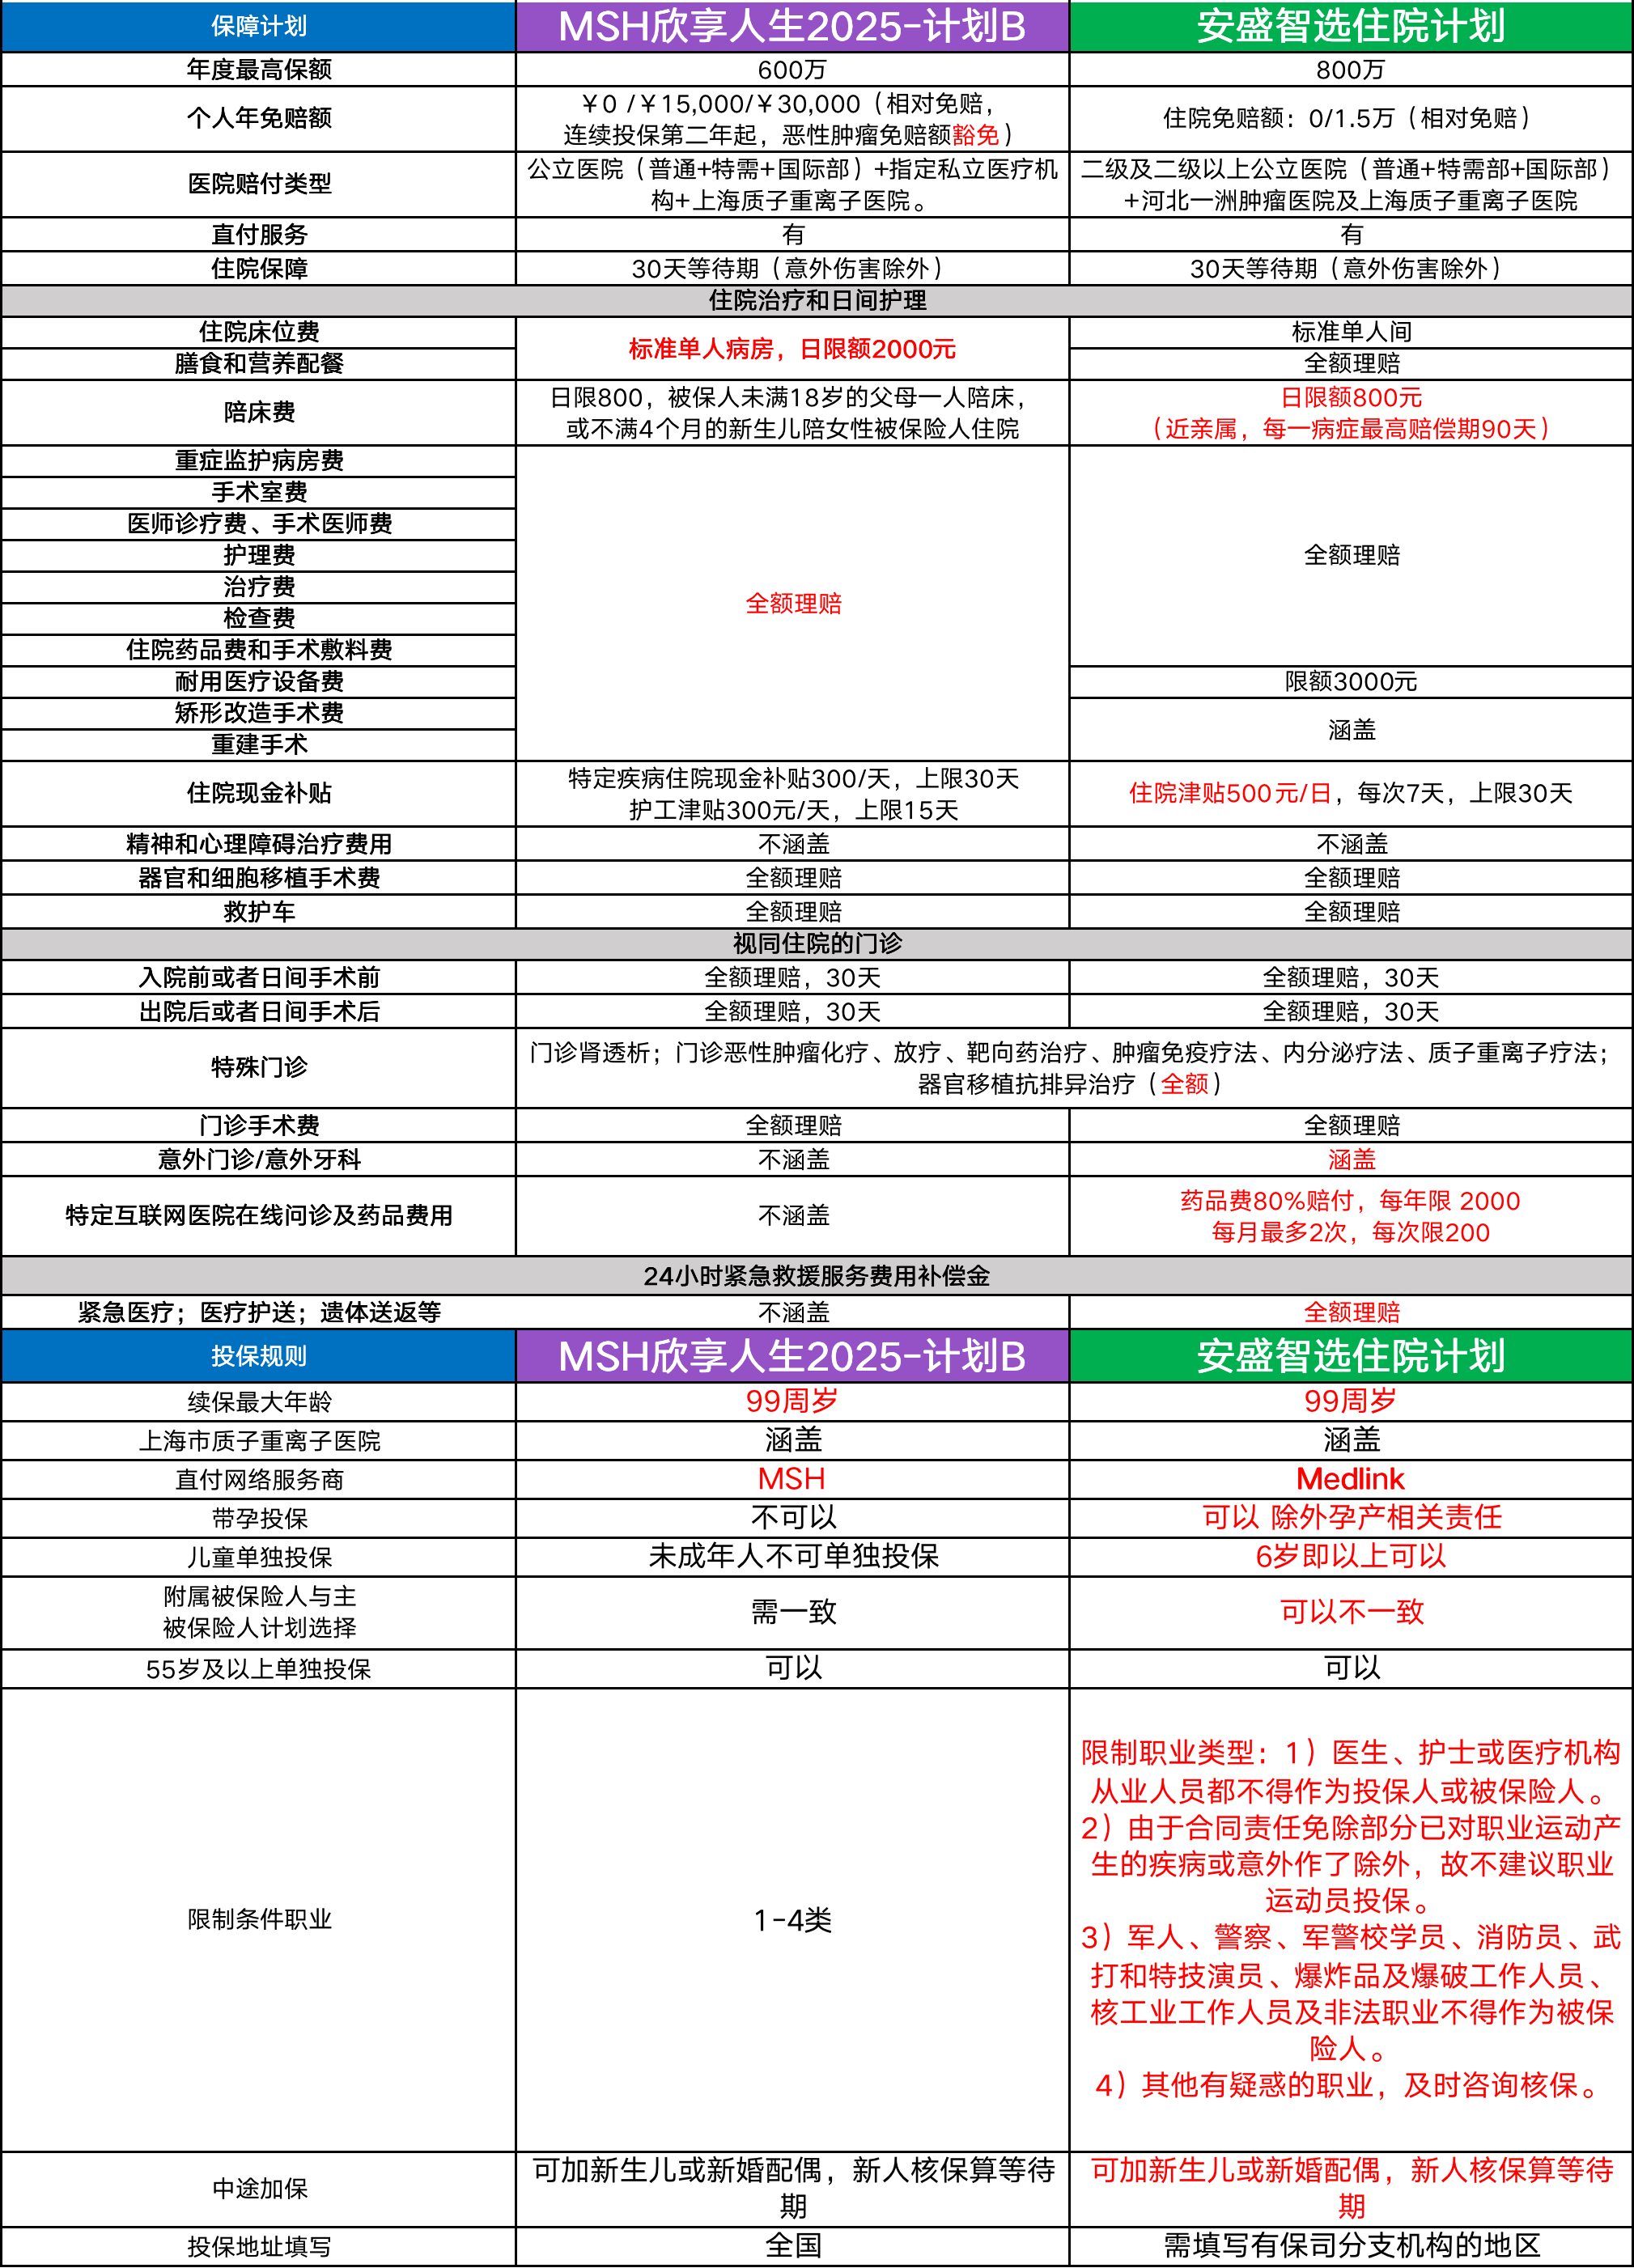 保障计划 MSH欣享人生2025-计划B 安盛智选住院计划
年度最高保额 600万 800万
个人年免赔额 ￥0 /￥15,000/￥30,000（相对免赔，
连续投保第二年起，恶性肿瘤免赔额豁免） 住院免赔额：0/1.5万（相对免赔）
医院赔付类型 公立医院（普通+特需+国际部）+指定私立医疗机
构+上海质子重离子医院。 二级及二级以上公立医院（普通+特需部+国际部）
+河北一洲肿瘤医院及上海质子重离子医院
直付服务 有 有
住院保障 30天等待期（意外伤害除外） 30天等待期（意外伤害除外）
住院治疗和日间护理
住院床位费 标准单人病房，日限额2000元 标准单人间
膳食和营养配餐 全额理赔
陪床费 日限800，被保人未满18岁的父母一人陪床，
或不满4个月的新生儿陪女性被保险人住院 日限额800元
（近亲属，每一病症最高赔偿期90天）
重症监护病房费
手术室费
医师诊疗费、手术医师费
护理费 全额理赔
治疗费 全额理赔
检查费
住院药品费和手术敷料费
耐用医疗设备费 限额3000元
矫形改造手术费 涵盖
重建手术
住院现金补贴 特定疾病住院现金补贴300/天，上限30天
护工津贴300元/天，上限15天 住院津贴500元/日，每次7天，上限30天
精神和心理障碍治疗费用 不涵盖 不涵盖
器官和细胞移植手术费 全额理赔 全额理赔
救护车 全额理赔 全额理赔
视同住院的门诊
入院前或者日间手术前 全额理赔，30天 全额理赔，30天
出院后或者日间手术后 全额理赔，30天 全额理赔，30天
特殊门诊 门诊肾透析；门诊恶性肿瘤化疗、放疗、靶向药治疗、肿瘤免疫疗法、内分泌疗法、质子重离子疗法；
器官移植抗排异治疗（全额）
门诊手术费 全额理赔 全额理赔
意外门诊/意外牙科 不涵盖 涵盖
特定互联网医院在线问诊及药品费用 不涵盖 药品费80%赔付，每年限 2000
每月最多2次，每次限200
24小时紧急救援服务费用补偿金
紧急医疗；医疗护送；遗体送返等 不涵盖 全额理赔
投保规则 MSH欣享人生2025-计划B 安盛智选住院计划
续保最大年龄 99周岁 99周岁
上海市质子重离子医院 涵盖 涵盖
直付网络服务商 MSH Medlink
带孕投保 不可以 可以 除外孕产相关责任
儿童单独投保 未成年人不可单独投保 6岁即以上可以
附属被保险人与主
被保险人计划选择 需一致 可以不一致
55岁及以上单独投保 可以 可以
限制条件职业 1-4类 限制职业类型：1）医生、护士或医疗机构
从业人员都不得作为投保人或被保险人。
2）由于合同责任免除部分已对职业运动产
生的疾病或意外作了除外，故不建议职业
运动员投保。
3）军人、警察、军警校学员、消防员、武
打和特技演员、爆炸品及爆破工作人员、
核工业工作人员及非法职业不得作为被保
险人。
4）其他有疑惑的职业，及时咨询核保。
中途加保 可加新生儿或新婚配偶，新人核保算等待
期 可加新生儿或新婚配偶，新人核保算等待
期
投保地址填写 全国 需填写有保司分支机构的地区